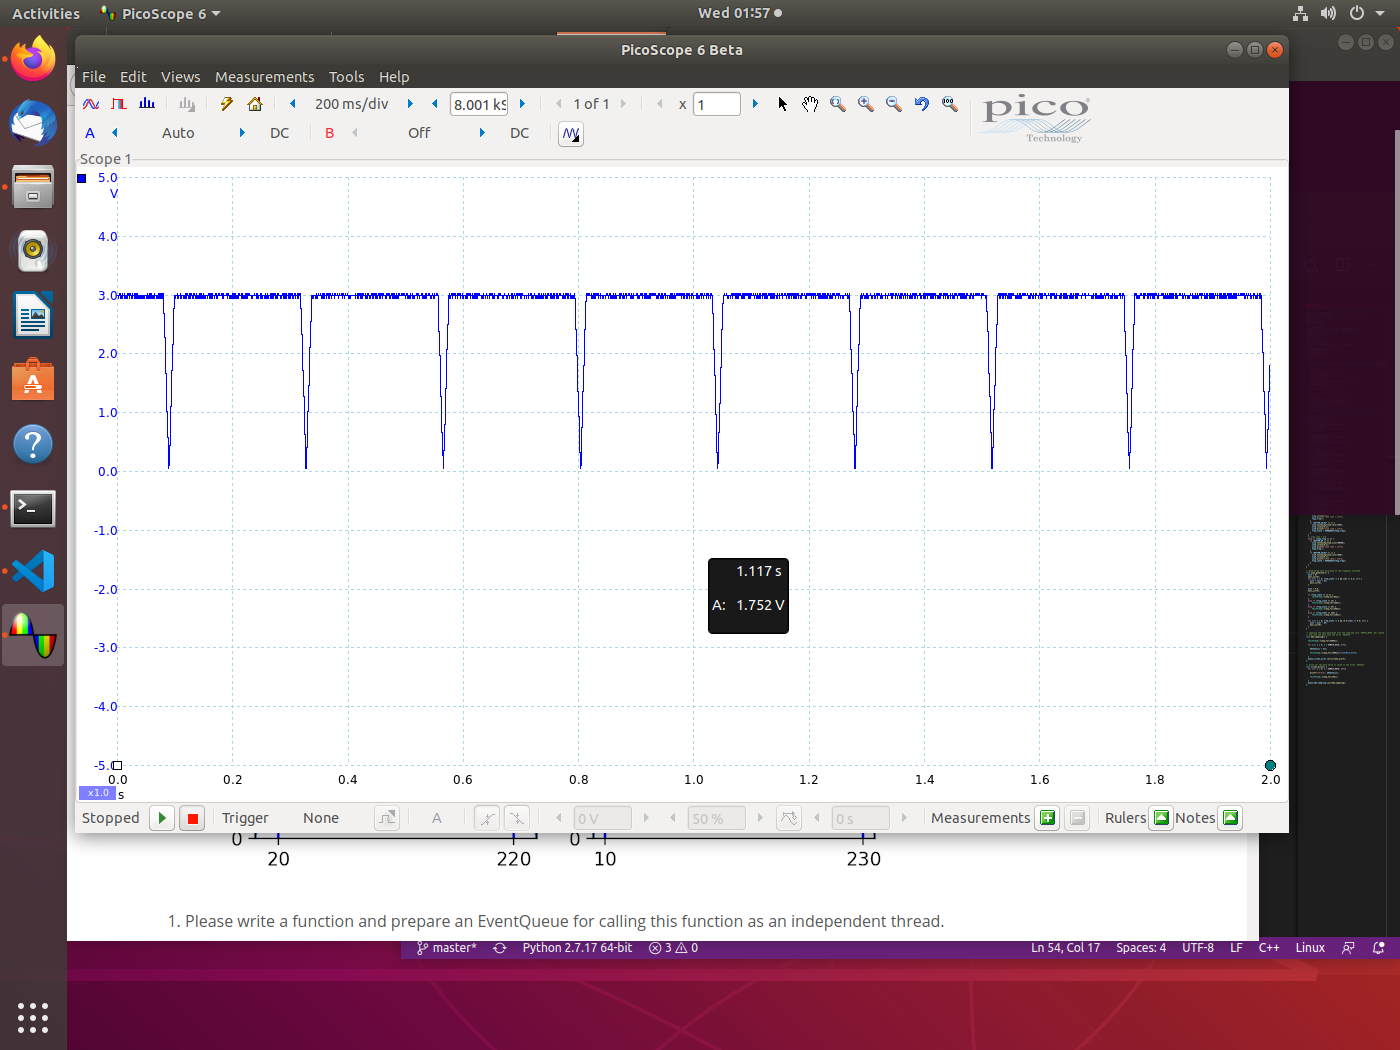 Activities PicoScope 6 Wed 01:57
PicoScope 6 Beta
File Edit Views Measurements Tools Help
200 ms/div 8.001 kS 1 of 1 x 1
pico
Technology
A Auto DC B Off DC
Scope 1
5.0
V
4.0
3.0
2.0
1.0
0.0
-1.0
-2.0
-3.0
-4.0
-5.0
1.117 s
A: 1.752 V
0.0 0.2 0.4 0.6 0.8 1.0 1.2 1.4 1.6 1.8 2.0
x1.0 s
Stopped Trigger None A 0 V 50 % 0 s Measurements Rulers Notes
0 0
20 220 10 230
1. Please write a function and prepare an EventQueue for calling this function as an independent thread.
master* Python 2.7.17 64-bit 3 0 Ln 54, Col 17 Spaces: 4 UTF-8 LF C++ Linux